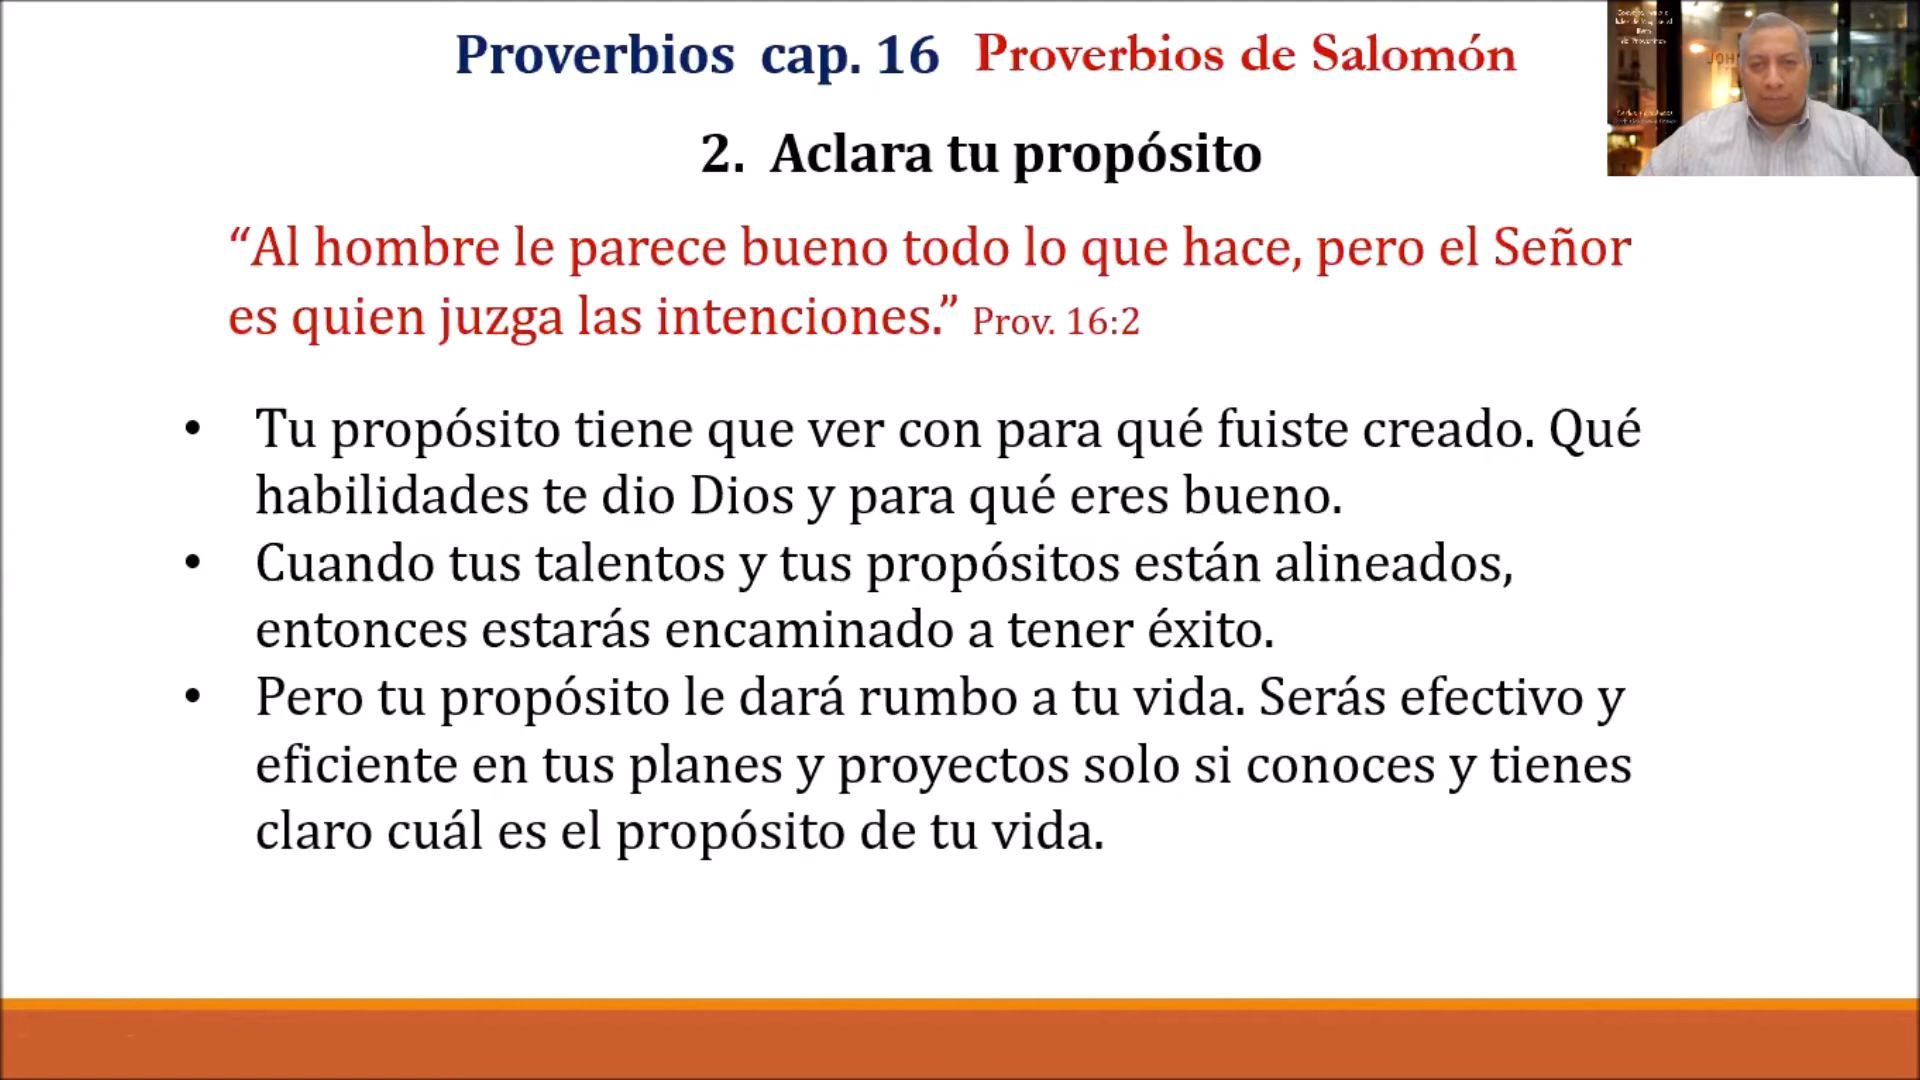 Proverbios cap. 16 Proverbios de Salomón
2. Aclara tu propósito
“Al hombre le parece bueno todo lo que hace, pero el Señor
es quien juzga las intenciones.” Prov. 16:2
• Tu propósito tiene que ver con para qué fuiste creado. Qué
habilidades te dio Dios y para qué eres bueno.
• Cuando tus talentos y tus propósitos están alineados,
entonces estarás encaminado a tener éxito.
• Pero tu propósito le dará rumbo a tu vida. Serás efectivo y
eficiente en tus planes y proyectos solo si conoces y tienes
claro cuál es el propósito de tu vida.